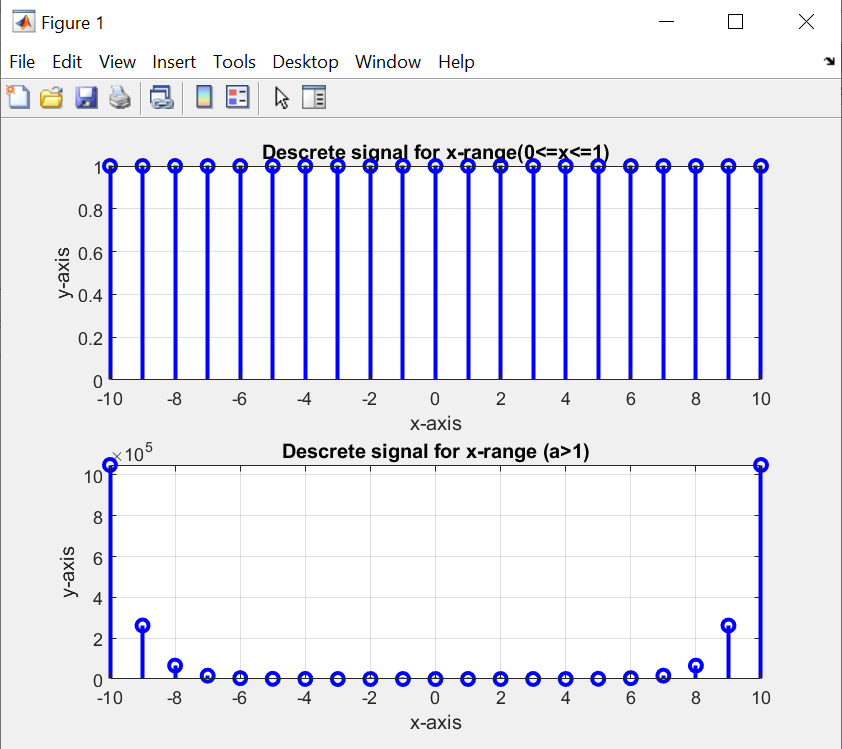 Figure 1
File Edit View Insert Tools Desktop Window Help
Descrete signal for x-range(0<=x<=1)
1
0.8
0.6
0.4
0.2
0
y-axis
-10 -8 -6 -4 -2 0 2 4 6 8 10
x-axis
×10⁵
Descrete signal for x-range (a>1)
10
8
6
4
2
0
y-axis
-10 -8 -6 -4 -2 0 2 4 6 8 10
x-axis